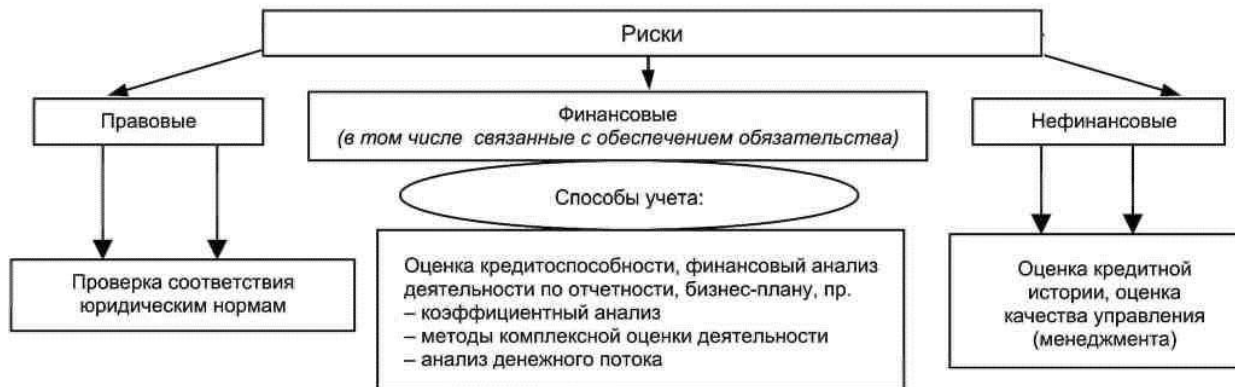 Риски
Правовые
Финансовые
(в том числе связанные с обеспечением обязательства)
Нефинансовые
Способы учета:
Проверка соответствия
юридическим нормам
Оценка кредитоспособности, финансовый анализ
деятельности по отчетности, бизнес-плану, пр.
– коэффициентный анализ
– методы комплексной оценки деятельности
– анализ денежного потока
Оценка кредитной
истории, оценка
качества управления
(менеджмента)